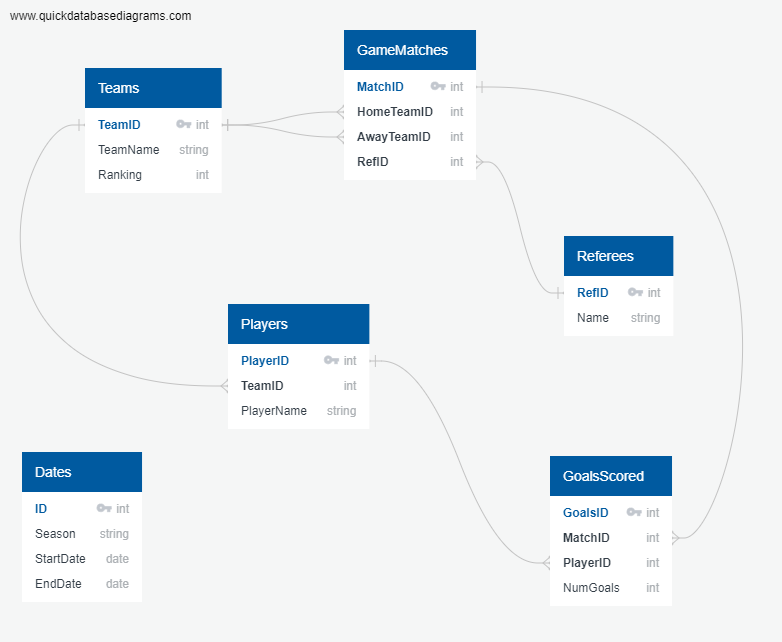 www.quickdatabasediagrams.com
GameMatches
MatchID int
HomeTeamID int
AwayTeamID int
RefID int
Teams
TeamID int
TeamName string
Ranking int
Referees
RefID int
Name string
Players
PlayerID int
TeamID int
PlayerName string
Dates
ID int
Season string
StartDate date
EndDate date
GoalsScored
GoalsID int
MatchID int
PlayerID int
NumGoals int